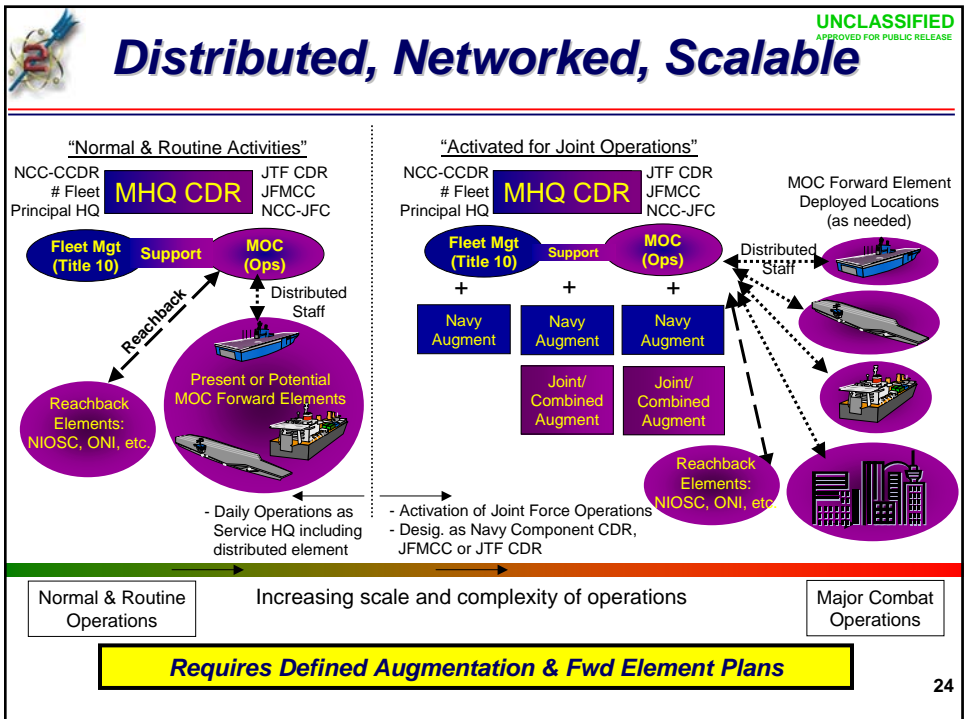 UNCLASSIFIED
APPROVED FOR PUBLIC RELEASE
Distributed, Networked, Scalable
"Normal & Routine Activities"
NCC-CCDR
# Fleet
Principal HQ
MHQ CDR
JTF CDR
JFMCC
NCC-JFC
Fleet Mgt
(Title 10)
Support
MOC
(Ops)
Reachback
Distributed
Staff
Reachback
Elements:
NIOSC, ONI, etc.
Present or Potential
MOC Forward Elements
- Daily Operations as
Service HQ including
distributed element
"Activated for Joint Operations"
NCC-CCDR
# Fleet
Principal HQ
MHQ CDR
JTF CDR
JFMCC
NCC-JFC
Fleet Mgt
(Title 10)
Support
MOC
(Ops)
Distributed
Staff
MOC Forward Element
Deployed Locations
(as needed)
+
+
+
Navy
Augment
Navy
Augment
Navy
Augment
Joint/
Combined
Augment
Joint/
Combined
Augment
Reachback
Elements:
NIOSC, ONI, etc.
- Activation of Joint Force Operations
- Desig. as Navy Component CDR,
JFMCC or JTF CDR
Normal & Routine
Operations
Increasing scale and complexity of operations
Major Combat
Operations
Requires Defined Augmentation & Fwd Element Plans
24